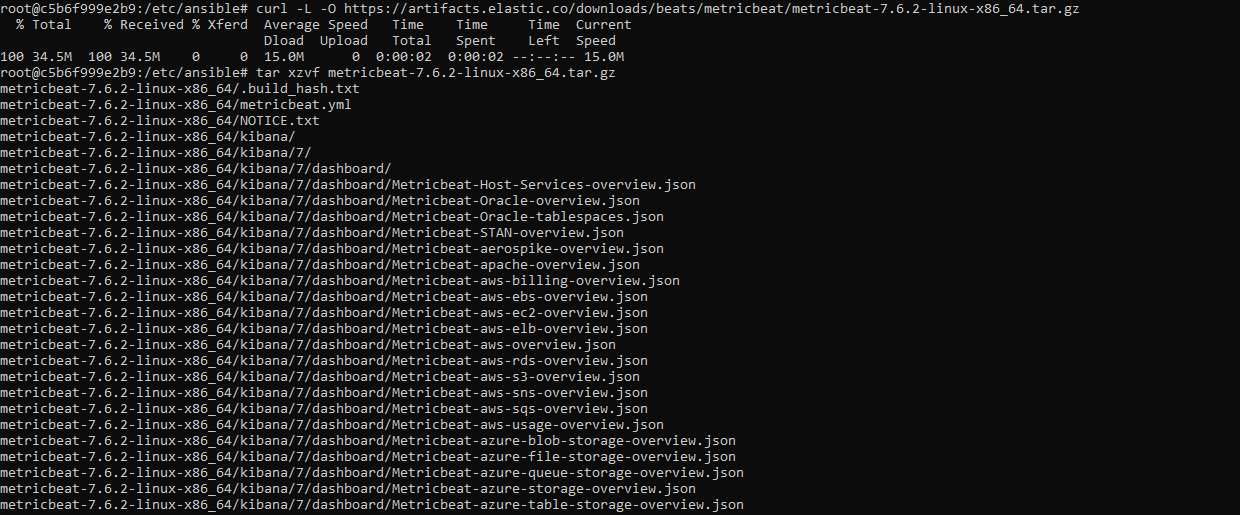 root@c5b6f999e2b9:/etc/ansible# curl -L -O https://artifacts.elastic.co/downloads/beats/metricbeat/metricbeat-7.6.2-linux-x86_64.tar.gz
  % Total    % Received % Xferd  Average Speed   Time    Time     Time  Current
                                 Dload  Upload   Total   Spent    Left  Speed
100 34.5M  100 34.5M    0     0  15.0M      0  0:00:02  0:00:02 --:--:-- 15.0M
root@c5b6f999e2b9:/etc/ansible# tar xzvf metricbeat-7.6.2-linux-x86_64.tar.gz
metricbeat-7.6.2-linux-x86_64/.build_hash.txt
metricbeat-7.6.2-linux-x86_64/metricbeat.yml
metricbeat-7.6.2-linux-x86_64/NOTICE.txt
metricbeat-7.6.2-linux-x86_64/kibana/
metricbeat-7.6.2-linux-x86_64/kibana/7/
metricbeat-7.6.2-linux-x86_64/kibana/7/dashboard/
metricbeat-7.6.2-linux-x86_64/kibana/7/dashboard/Metricbeat-Host-Services-overview.json
metricbeat-7.6.2-linux-x86_64/kibana/7/dashboard/Metricbeat-Oracle-overview.json
metricbeat-7.6.2-linux-x86_64/kibana/7/dashboard/Metricbeat-Oracle-tablespaces.json
metricbeat-7.6.2-linux-x86_64/kibana/7/dashboard/Metricbeat-STAN-overview.json
metricbeat-7.6.2-linux-x86_64/kibana/7/dashboard/Metricbeat-aerospike-overview.json
metricbeat-7.6.2-linux-x86_64/kibana/7/dashboard/Metricbeat-apache-overview.json
metricbeat-7.6.2-linux-x86_64/kibana/7/dashboard/Metricbeat-aws-billing-overview.json
metricbeat-7.6.2-linux-x86_64/kibana/7/dashboard/Metricbeat-aws-ebs-overview.json
metricbeat-7.6.2-linux-x86_64/kibana/7/dashboard/Metricbeat-aws-ec2-overview.json
metricbeat-7.6.2-linux-x86_64/kibana/7/dashboard/Metricbeat-aws-elb-overview.json
metricbeat-7.6.2-linux-x86_64/kibana/7/dashboard/Metricbeat-aws-overview.json
metricbeat-7.6.2-linux-x86_64/kibana/7/dashboard/Metricbeat-aws-rds-overview.json
metricbeat-7.6.2-linux-x86_64/kibana/7/dashboard/Metricbeat-aws-s3-overview.json
metricbeat-7.6.2-linux-x86_64/kibana/7/dashboard/Metricbeat-aws-sns-overview.json
metricbeat-7.6.2-linux-x86_64/kibana/7/dashboard/Metricbeat-aws-sqs-overview.json
metricbeat-7.6.2-linux-x86_64/kibana/7/dashboard/Metricbeat-aws-usage-overview.json
metricbeat-7.6.2-linux-x86_64/kibana/7/dashboard/Metricbeat-azure-blob-storage-overview.json
metricbeat-7.6.2-linux-x86_64/kibana/7/dashboard/Metricbeat-azure-file-storage-overview.json
metricbeat-7.6.2-linux-x86_64/kibana/7/dashboard/Metricbeat-azure-queue-storage-overview.json
metricbeat-7.6.2-linux-x86_64/kibana/7/dashboard/Metricbeat-azure-storage-overview.json
metricbeat-7.6.2-linux-x86_64/kibana/7/dashboard/Metricbeat-azure-table-storage-overview.json